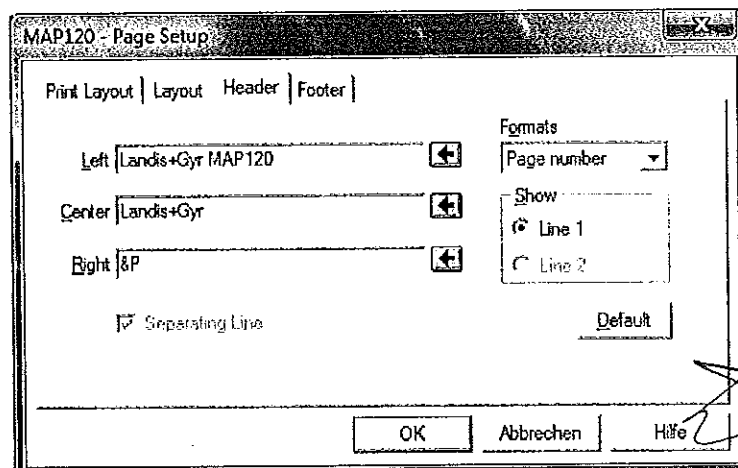 MAP120 - Page Setup
Print Layout Layout Header Footer
Formats
Left Landis+Gyr MAP120 Page number
Center Landis+Gyr Show
Line 1
Right &P Line 2
Separating Line Default
OK Abbrechen Hilfe